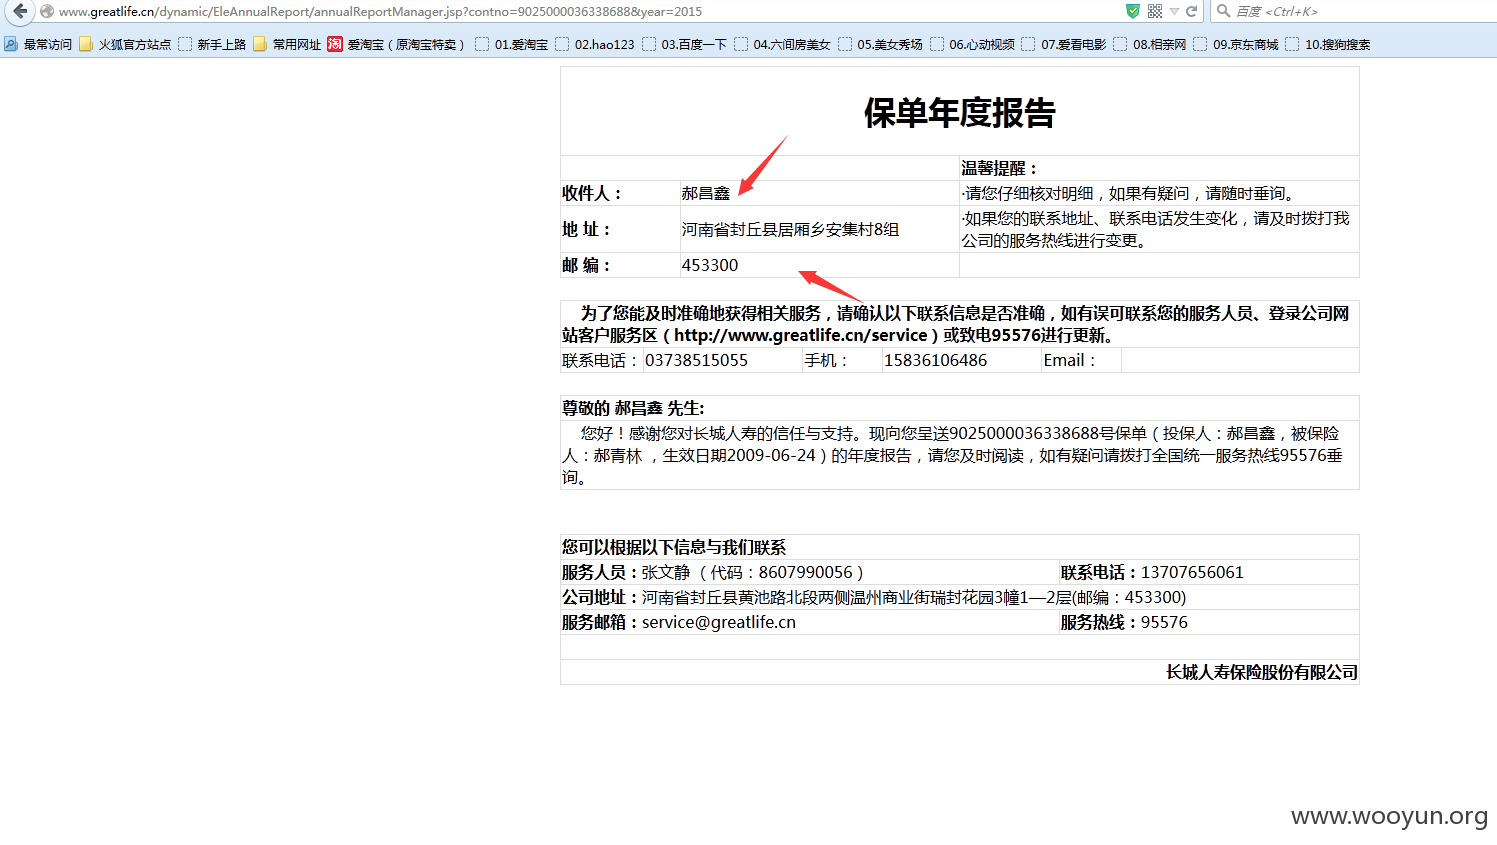 www.greatlife.cn/dynamic/EleAnnualReport/annualReportManager.jsp?contno=9025000036338688&year=2015
百度 <Ctrl+K>
最常访问 火狐官方站点 新手上路 常用网址 淘 爱淘宝（原淘宝特卖） 01.爱淘宝 02.hao123 03.百度一下 04.六间房美女 05.美女秀场 06.心动视频 07.爱看电影 08.相亲网 09.京东商城 10.搜狗搜索
保单年度报告
温馨提醒：
收件人： 郝昌鑫 ·请您仔细核对明细，如果有疑问，请随时垂询。
地 址： 河南省封丘县居厢乡安集村8组 ·如果您的联系地址、联系电话发生变化，请及时拨打我
公司的服务热线进行变更。
邮 编： 453300
为了您能及时准确地获得相关服务，请确认以下联系信息是否准确，如有误可联系您的服务人员、登录公司网
站客户服务区（http://www.greatlife.cn/service）或致电95576进行更新。
联系电话： 03738515055 手机： 15836106486 Email：
尊敬的 郝昌鑫 先生:
您好！感谢您对长城人寿的信任与支持。现向您呈送9025000036338688号保单（投保人：郝昌鑫，被保险
人：郝青林 ，生效日期2009-06-24）的年度报告，请您及时阅读，如有疑问请拨打全国统一服务热线95576垂
询。
您可以根据以下信息与我们联系
服务人员：张文静 （代码：8607990056） 联系电话：13707656061
公司地址：河南省封丘县黄池路北段两侧温州商业街瑞封花园3幢1—2层(邮编：453300)
服务邮箱：service@greatlife.cn 服务热线：95576
长城人寿保险股份有限公司
www.wooyun.org